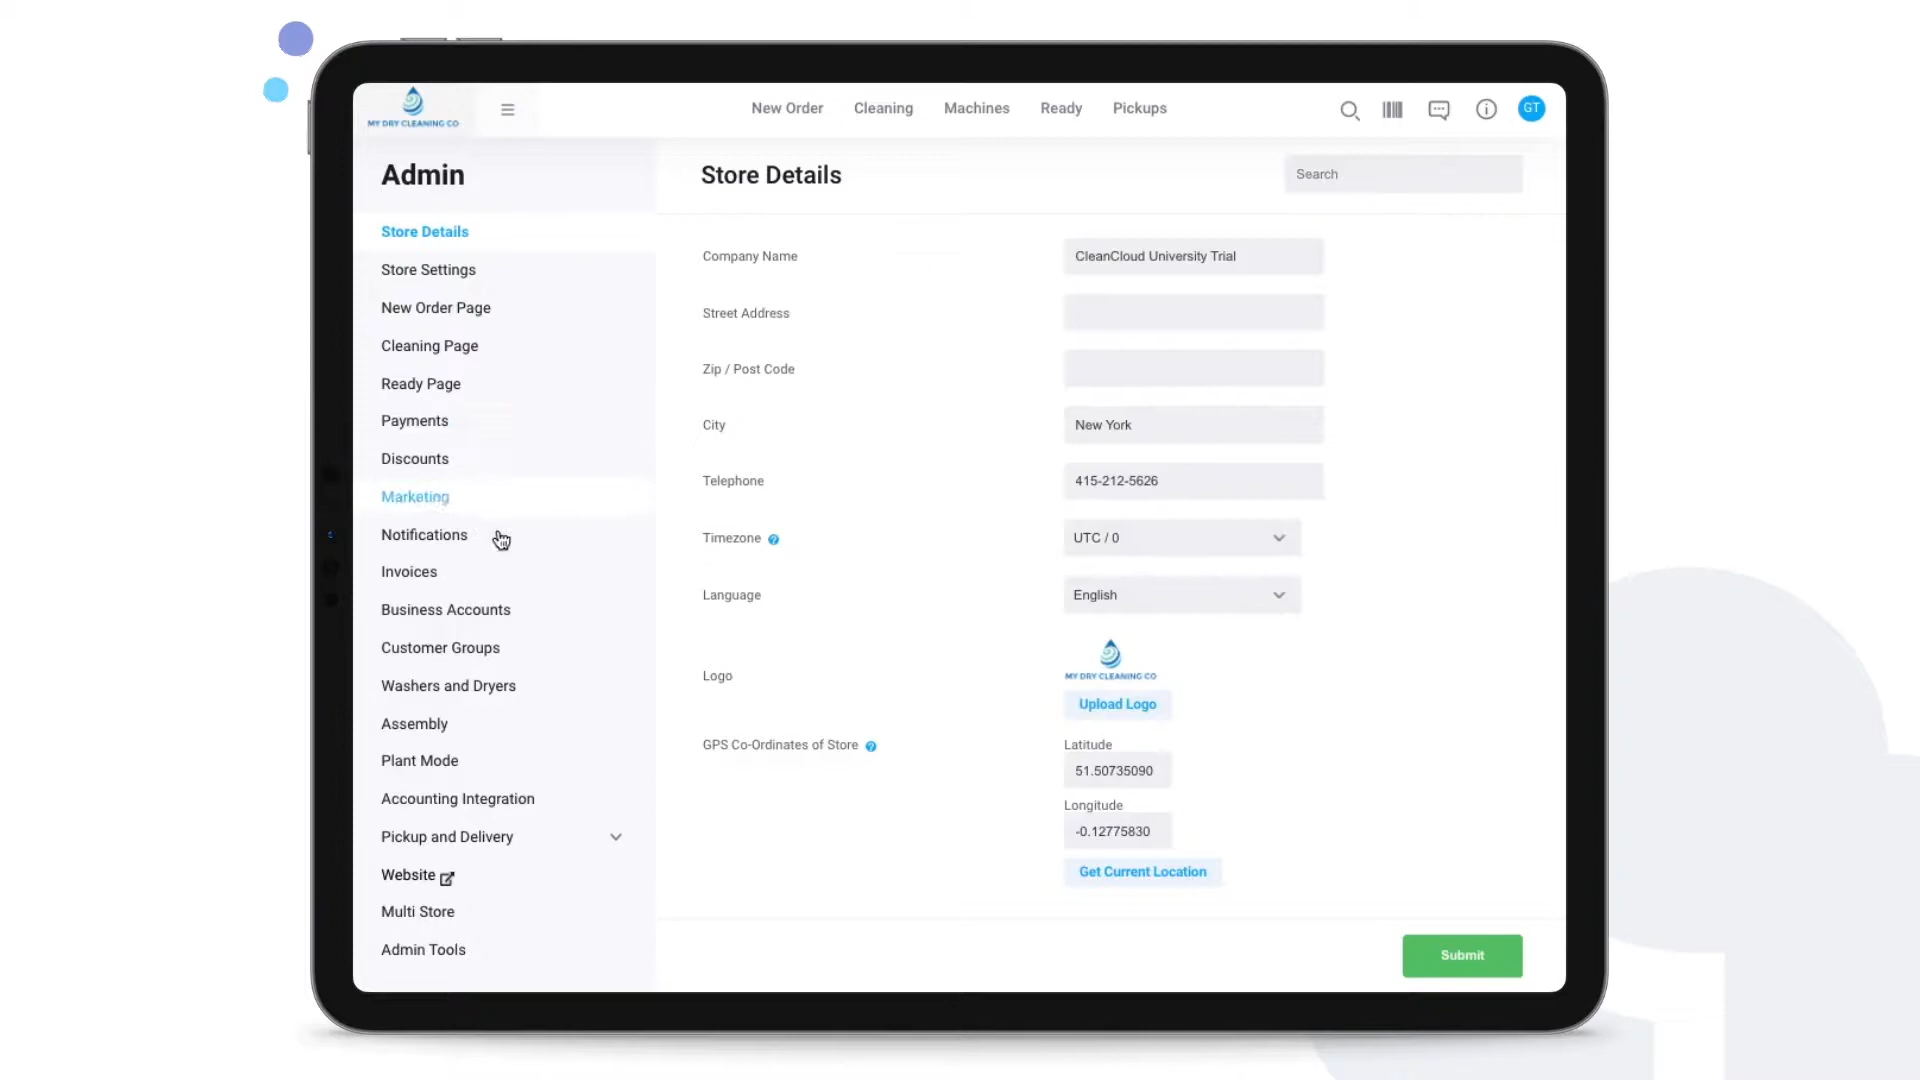 MY DRY CLEANING CO
New Order
Cleaning
Machines
Ready
Pickups
GT
Admin
Store Details
Store Settings
New Order Page
Cleaning Page
Ready Page
Payments
Discounts
Marketing
Notifications
Invoices
Business Accounts
Customer Groups
Washers and Dryers
Assembly
Plant Mode
Accounting Integration
Pickup and Delivery
Website
Multi Store
Admin Tools
Store Details
Search
Company Name
CleanCloud University Trial
Street Address
Zip / Post Code
City
New York
Telephone
415-212-5626
Timezone ?
UTC / 0
Language
English
Logo
MY DRY CLEANING CO
Upload Logo
GPS Co-Ordinates of Store ?
Latitude
51.50735090
Longitude
-0.12775830
Get Current Location
Submit